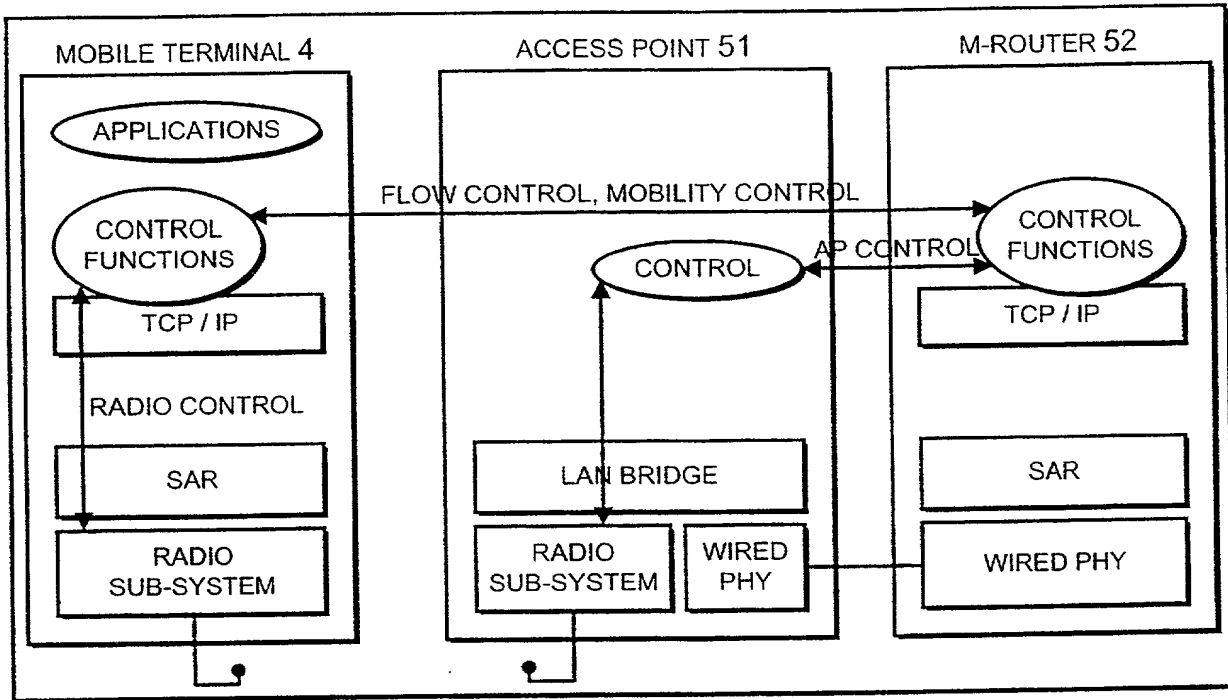 MOBILE TERMINAL 4
APPLICATIONS
CONTROL
FUNCTIONS
TCP / IP
RADIO CONTROL
SAR
RADIO
SUB-SYSTEM
FLOW CONTROL, MOBILITY CONTROL
ACCESS POINT 51
CONTROL
AP CONTROL
LAN BRIDGE
RADIO
SUB-SYSTEM
WIRED
PHY
M-ROUTER 52
CONTROL
FUNCTIONS
TCP / IP
SAR
WIRED PHY